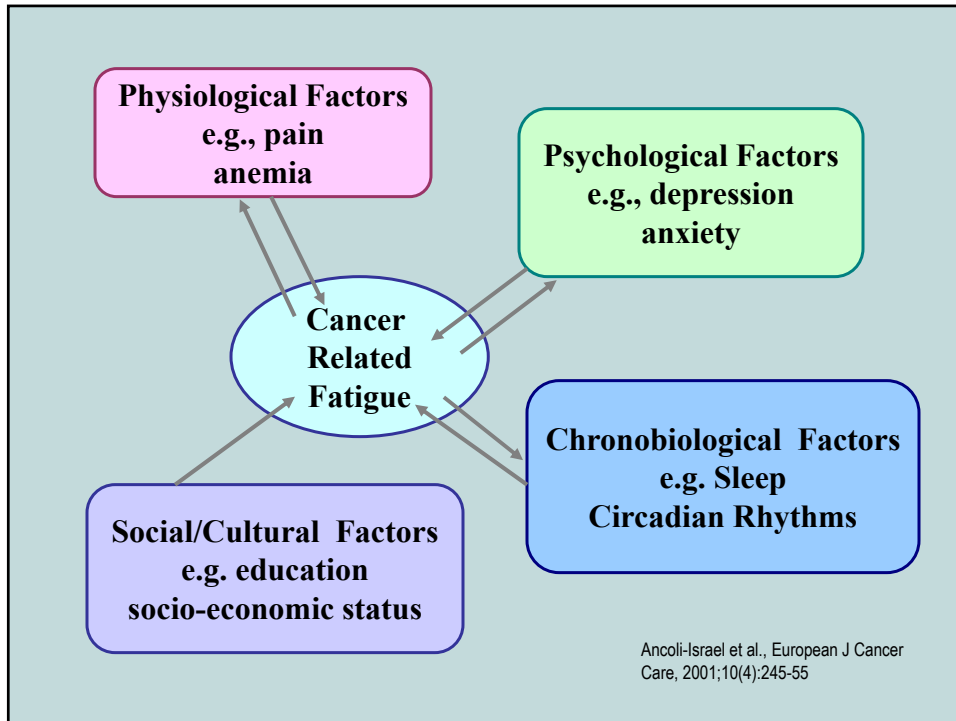 Physiological Factors
e.g., pain
anemia
Psychological Factors
e.g., depression
anxiety
Cancer
Related
Fatigue
Chronobiological Factors
e.g. Sleep
Circadian Rhythms
Social/Cultural Factors
e.g. education
socio-economic status
Ancoli-Israel et al., European J Cancer
Care, 2001;10(4):245-55